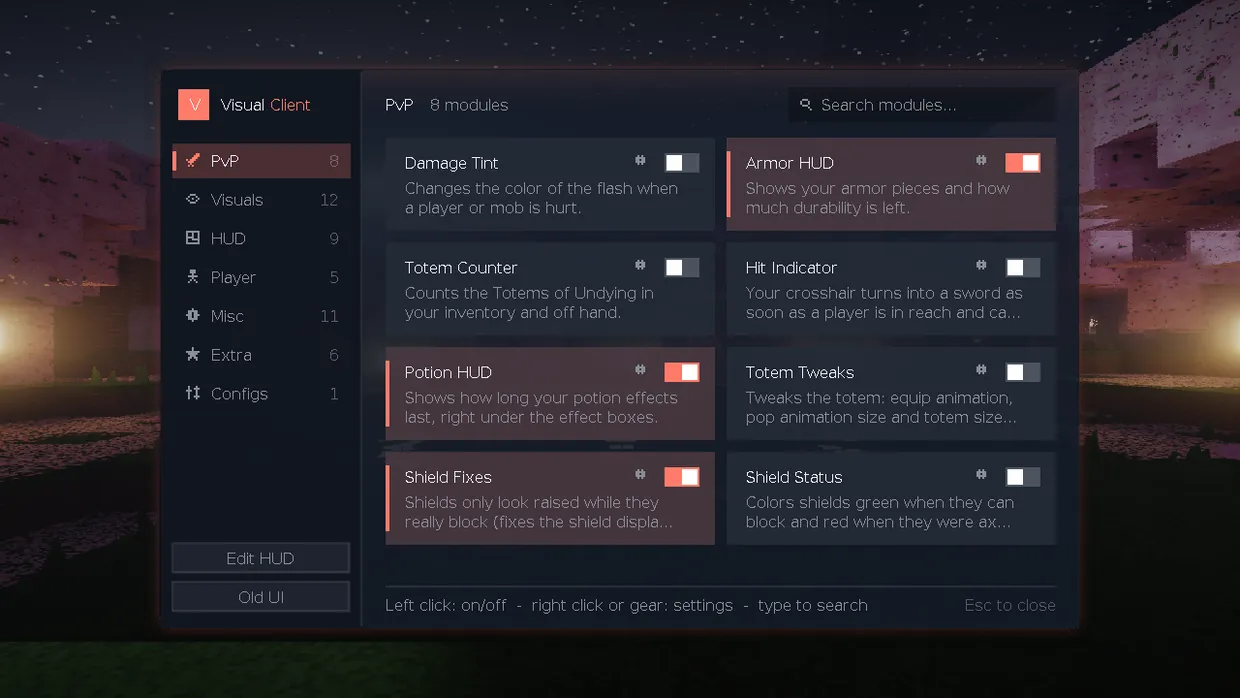 V Visual Client
PvP 8
Visuals 12
HUD 9
Player 5
Misc 11
Extra 6
Configs 1
Edit HUD
Old UI
PvP 8 modules
Search modules...
Damage Tint
Changes the color of the flash when
a player or mob is hurt.
Armor HUD
Shows your armor pieces and how
much durability is left.
Totem Counter
Counts the Totems of Undying in
your inventory and off hand.
Hit Indicator
Your crosshair turns into a sword as
soon as a player is in reach and ca...
Potion HUD
Shows how long your potion effects
last, right under the effect boxes.
Totem Tweaks
Tweaks the totem: equip animation,
pop animation size and totem size...
Shield Fixes
Shields only look raised while they
really block (fixes the shield displa...
Shield Status
Colors shields green when they can
block and red when they were ax...
Left click: on/off - right click or gear: settings - type to search
Esc to close